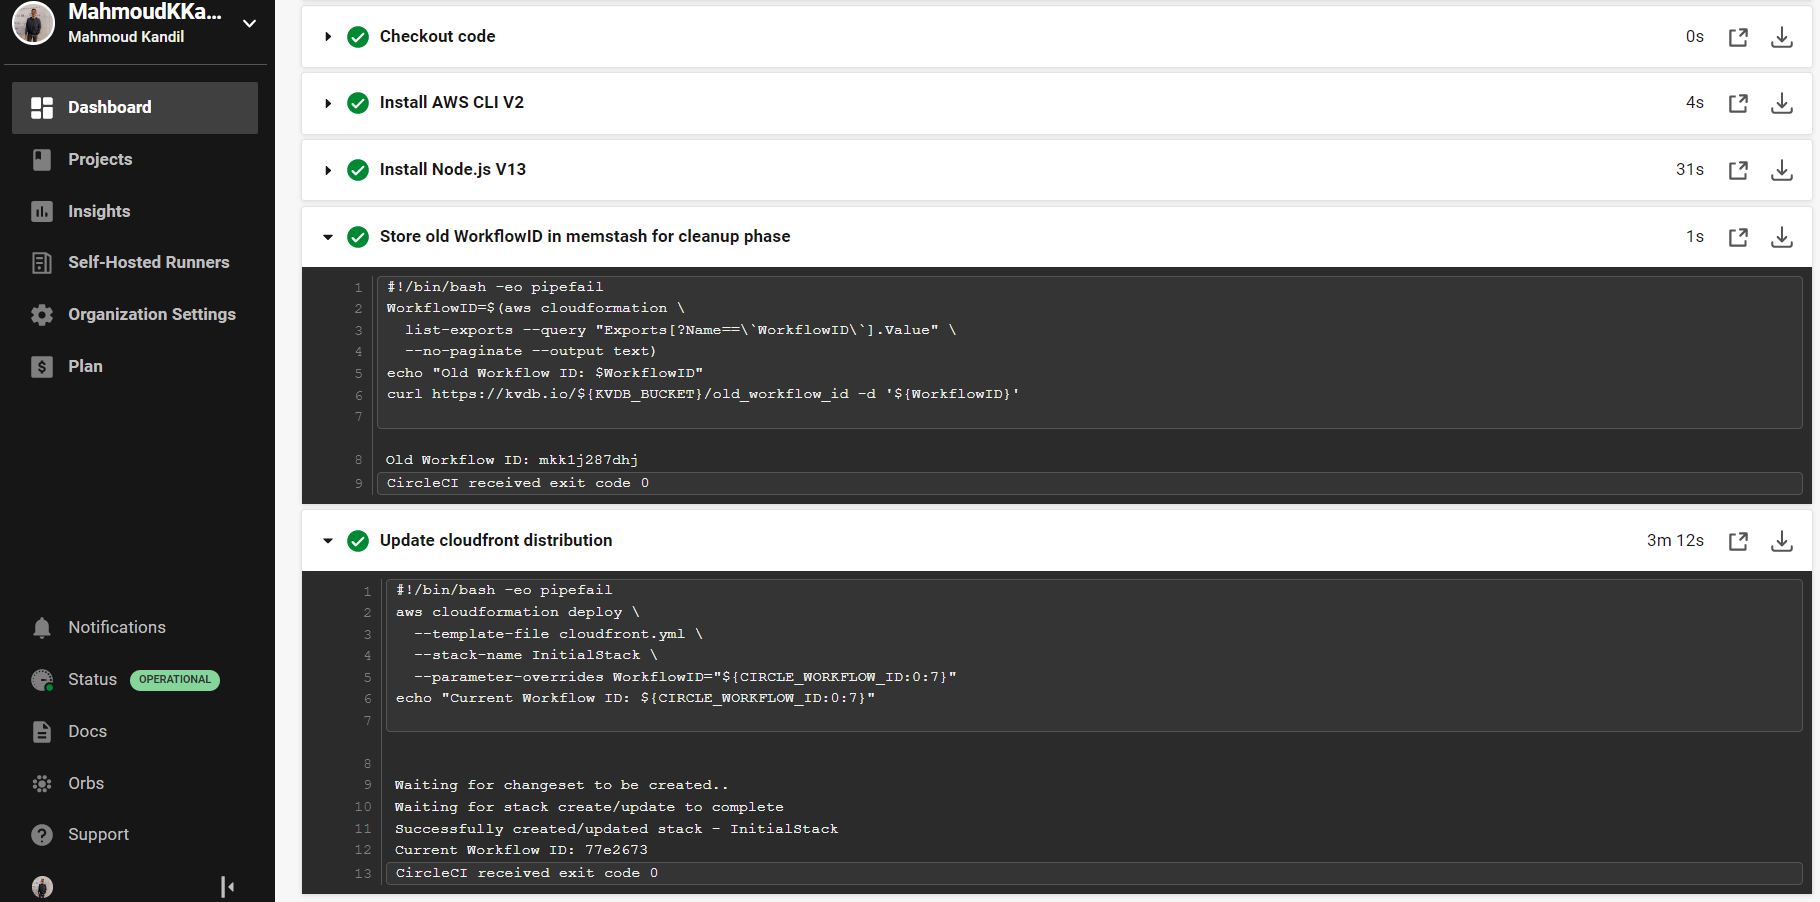 MahmoudKKa...
Mahmoud Kandil
Dashboard
Projects
Insights
Self-Hosted Runners
Organization Settings
Plan
Notifications
Status OPERATIONAL
Docs
Orbs
Support
Checkout code 0s
Install AWS CLI V2 4s
Install Node.js V13 31s
Store old WorkflowID in memstash for cleanup phase 1s
1 #!/bin/bash -eo pipefail
2 WorkflowID=$(aws cloudformation \
3 list-exports --query "Exports[?Name==\`WorkflowID\`].Value" \
4 --no-paginate --output text)
5 echo "Old Workflow ID: $WorkflowID"
6 curl https://kvdb.io/${KVDB_BUCKET}/old_workflow_id -d '${WorkflowID}'
7
8 Old Workflow ID: mkk1j287dhj
9 CircleCI received exit code 0
Update cloudfront distribution 3m 12s
1 #!/bin/bash -eo pipefail
2 aws cloudformation deploy \
3 --template-file cloudfront.yml \
4 --stack-name InitialStack \
5 --parameter-overrides WorkflowID="${CIRCLE_WORKFLOW_ID:0:7}"
6 echo "Current Workflow ID: ${CIRCLE_WORKFLOW_ID:0:7}"
7
8
9 Waiting for changeset to be created..
10 Waiting for stack create/update to complete
11 Successfully created/updated stack - InitialStack
12 Current Workflow ID: 77e2673
13 CircleCI received exit code 0